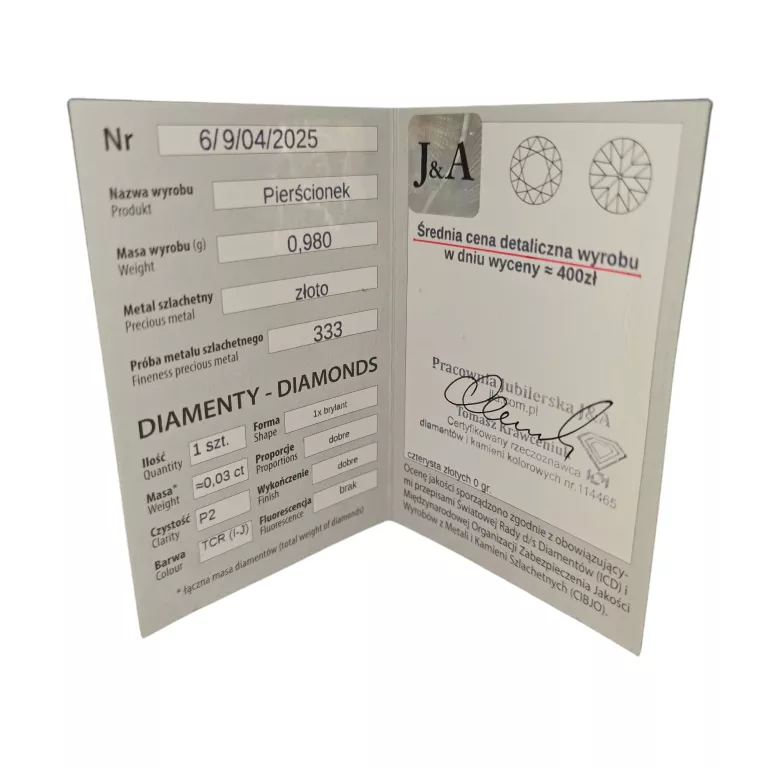 Nr 6/9/04/2025
Nazwa wyrobu Pierścionek
Produkt
Masa wyrobu (g) 0,980
Weight
Metal szlachetny złoto
Precious metal
Próba metalu szlachetnego 333
Fineness precious metal
DIAMENTY - DIAMONDS
Ilość 1 szt.
Quantity
Masa* ≈0,03 ct
Weight
Czystość P2
Clarity
Barwa TCR (I-J)
Colour
Forma 1x brylant
Shape
Proporcje dobre
Proportions
Wykończenie dobre
Finish
Fluorescencja brak
Fluorescence
* łączna masa diamentów (total weight of diamonds)
J&A
Średnia cena detaliczna wyrobu
w dniu wyceny ≈ 400zł
Pracownia Jubilerska J&A
.com.pl
Tomasz Krawceniuk
Certyfikowany rzeczoznawca
diamentów i kamieni kolorowych nr.114465
czterysta złotych 0 gr.
Ocenę jakości sporządzono zgodnie z obowiązujący-
mi przepisami Światowej Rady d/s Diamentów (ICD) i
Międzynarodowej Organizacji Zabezpieczenia Jakości
Wyrobów z Metali i Kamieni Szlachetnych (CIBJO).